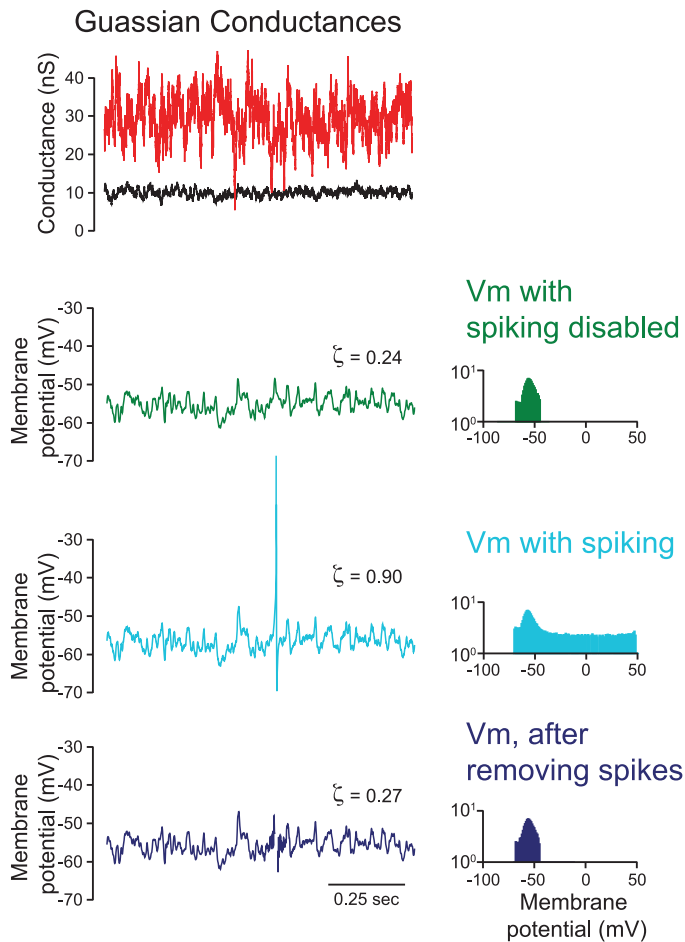 Guassian Conductances
Conductance (nS)
40
30
20
10
0
Membrane
potential (mV)
-30
-40
-50
-60
-70
ζ = 0.24
Vm with
spiking disabled
10¹
10⁰
-100
-50
0
50
Membrane
potential (mV)
-30
-40
-50
-60
-70
ζ = 0.90
Vm with spiking
10¹
10⁰
-100
-50
0
50
Membrane
potential (mV)
-30
-40
-50
-60
-70
ζ = 0.27
0.25 sec
Vm, after
removing spikes
10¹
10⁰
-100
-50
0
50
Membrane
potential (mV)